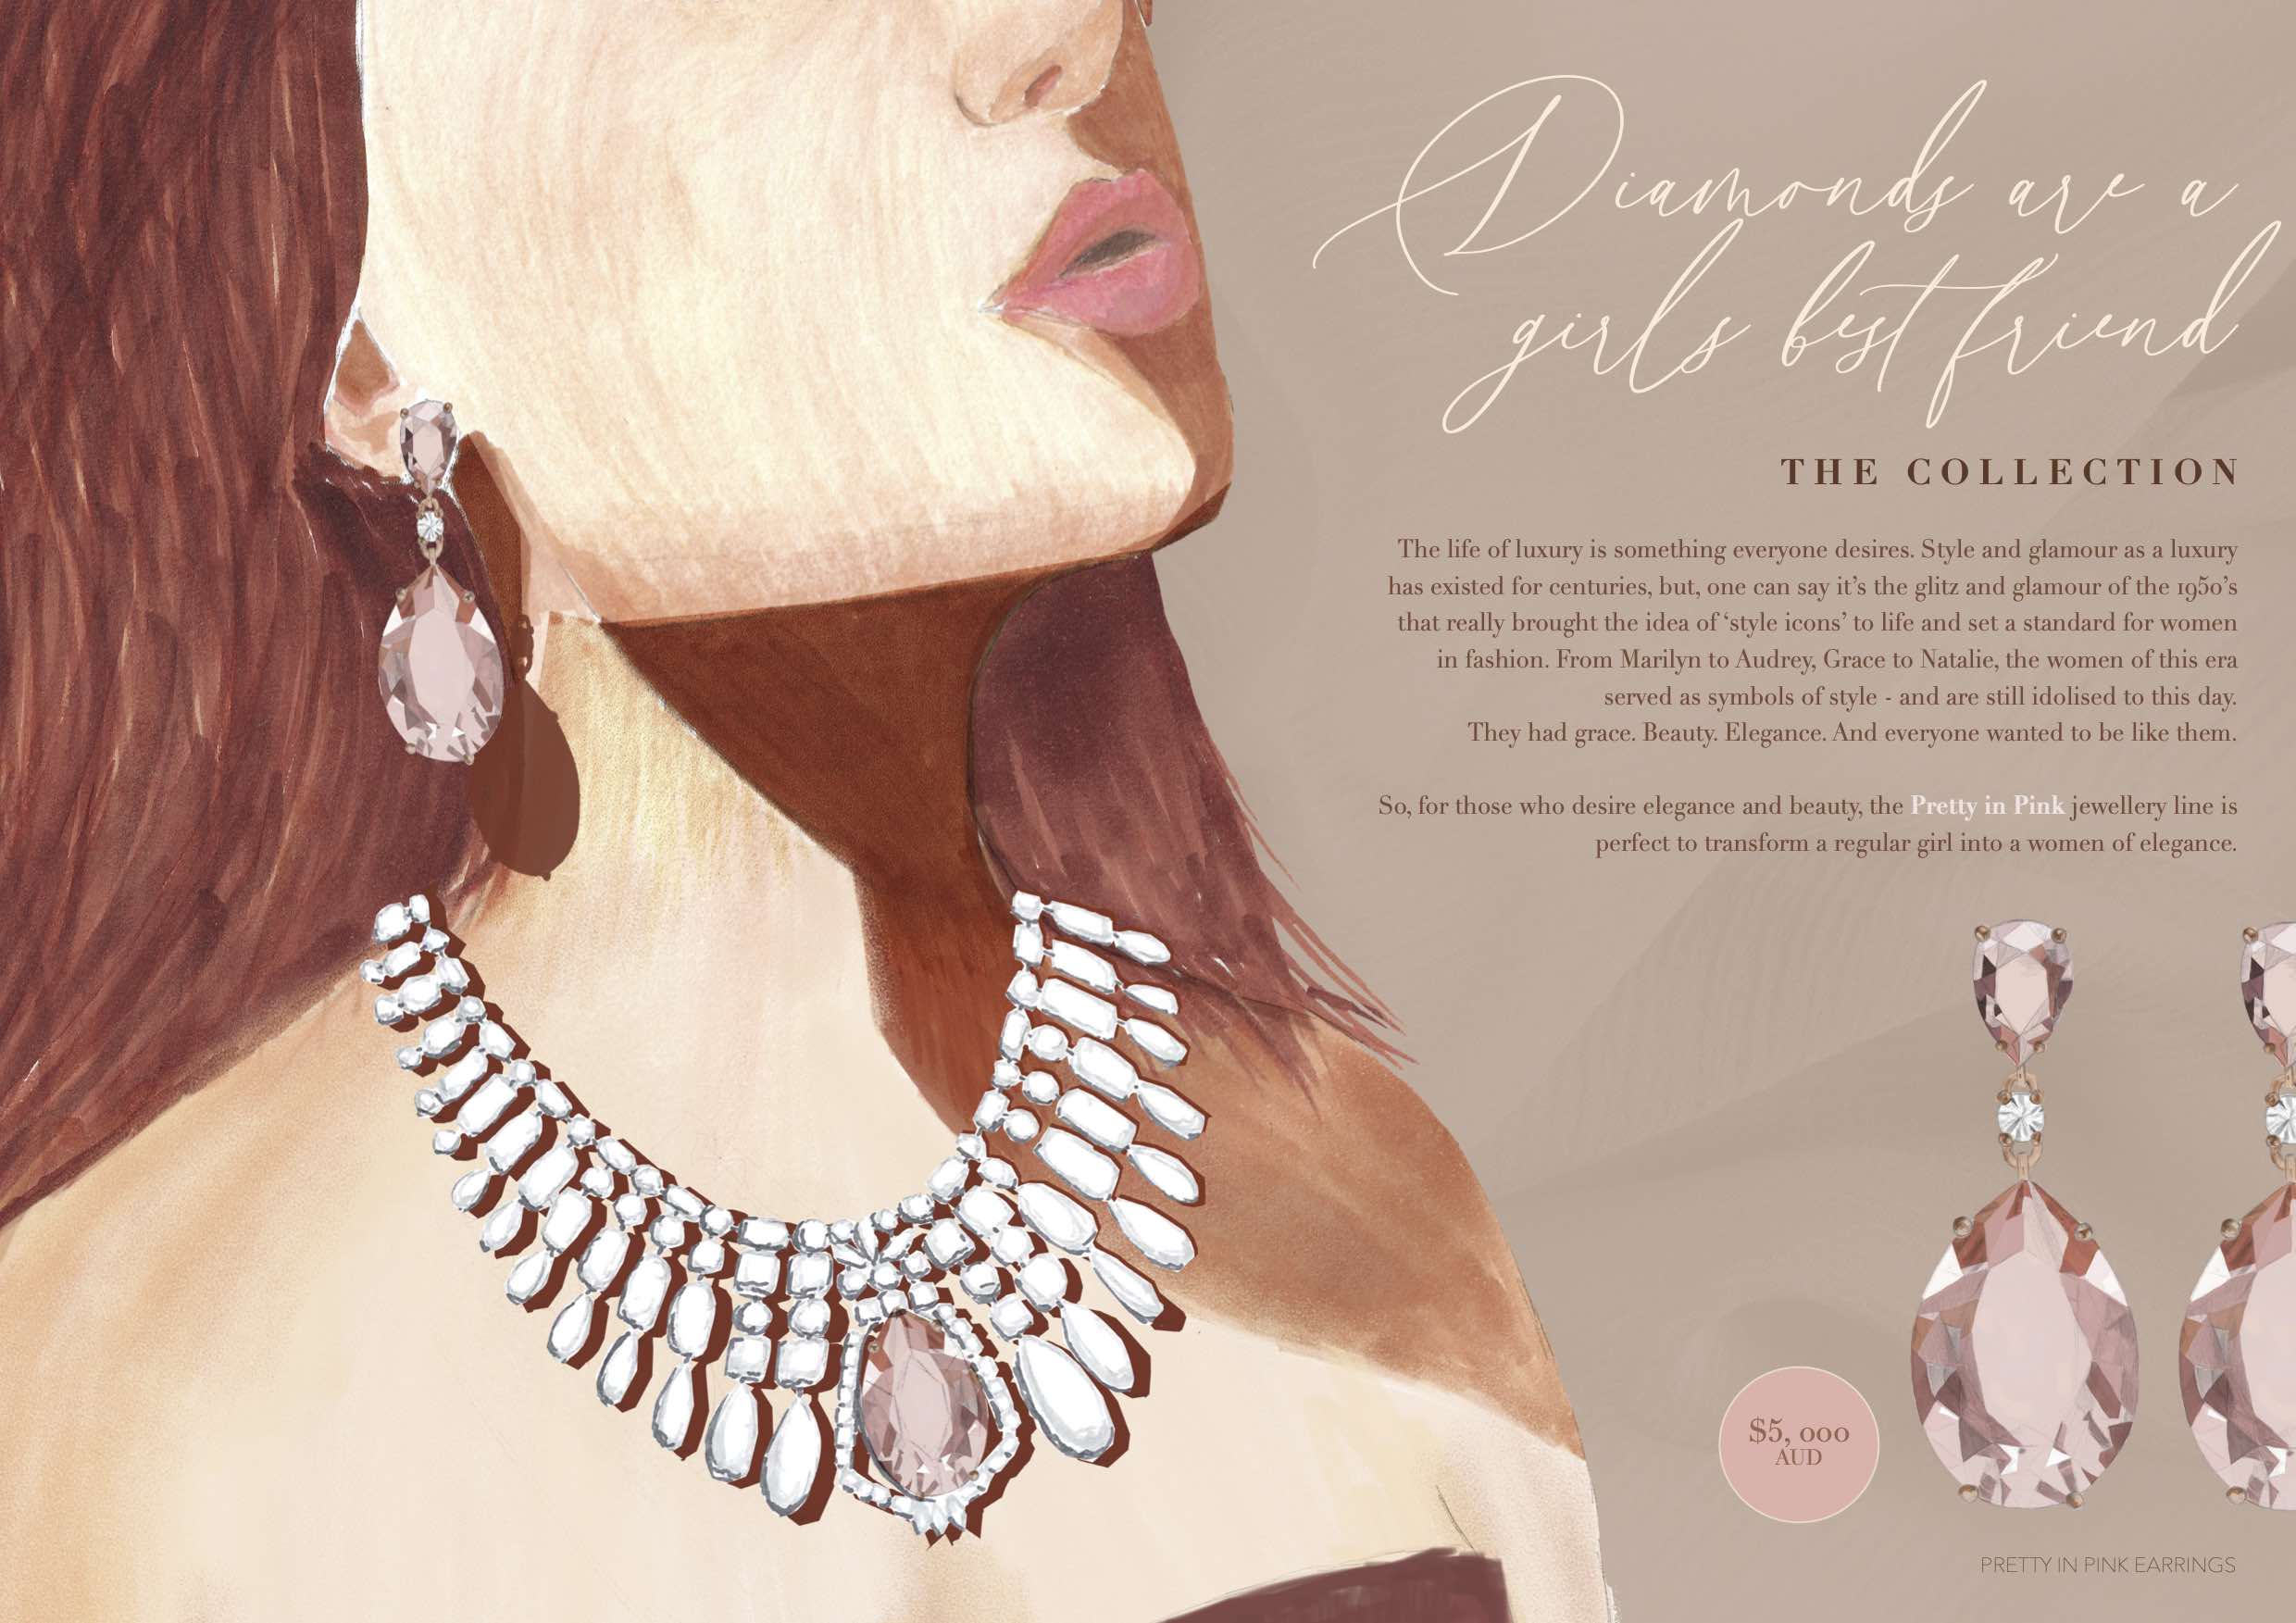 Diamonds are a
girls best friend
THE COLLECTION
The life of luxury is something everyone desires. Style and glamour as a luxury
has existed for centuries, but, one can say it’s the glitz and glamour of the 1950’s
that really brought the idea of ‘style icons’ to life and set a standard for women
in fashion. From Marilyn to Audrey, Grace to Natalie, the women of this era
served as symbols of style - and are still idolised to this day.
They had grace. Beauty. Elegance. And everyone wanted to be like them.
So, for those who desire elegance and beauty, the Pretty in Pink jewellery line is
perfect to transform a regular girl into a women of elegance.
$5, 000
AUD
PRETTY IN PINK EARRINGS